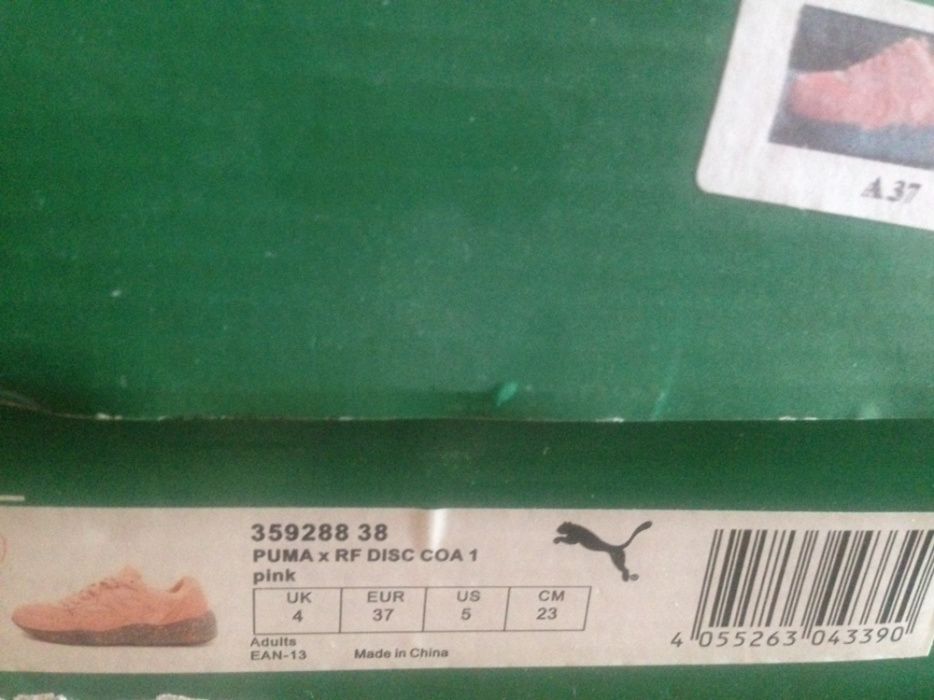 A 37
359288 38
PUMA x RF DISC COA 1
pink
UK EUR US CM
4 37 5 23
Adults
EAN-13 Made in China
4 055263 043390